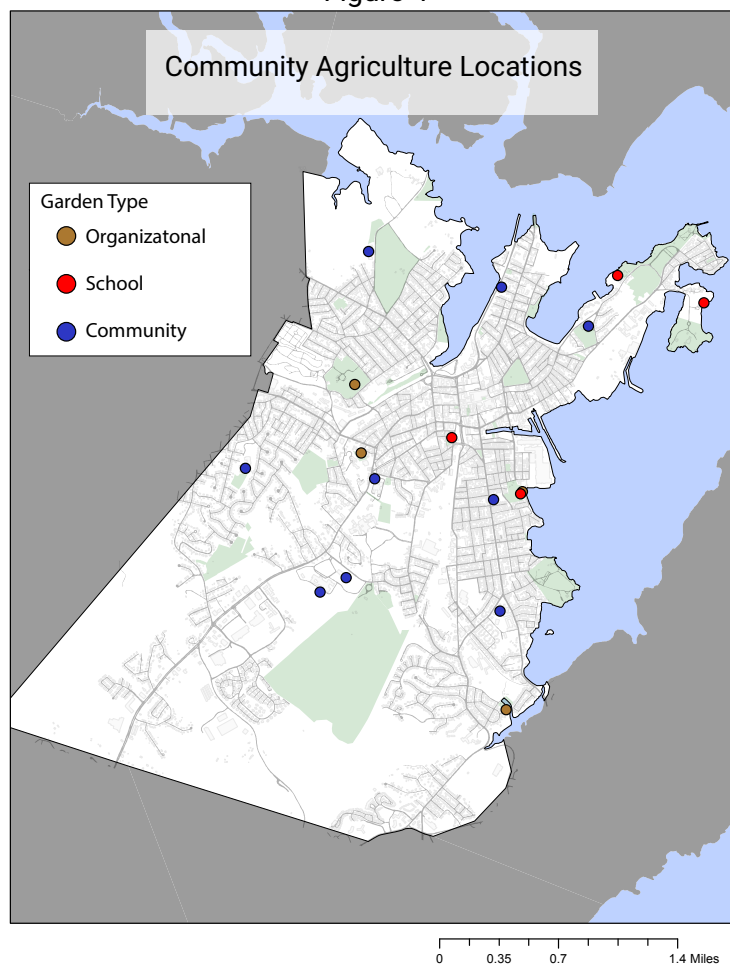 Community Agriculture Locations
Garden Type
Organizatonal
School
Community
0 0.35 0.7 1.4 Miles